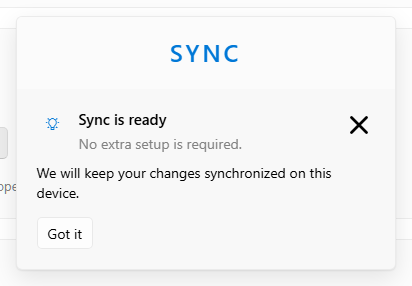 SYNC
Sync is ready
No extra setup is required.
We will keep your changes synchronized on this
device.
Got it
ope